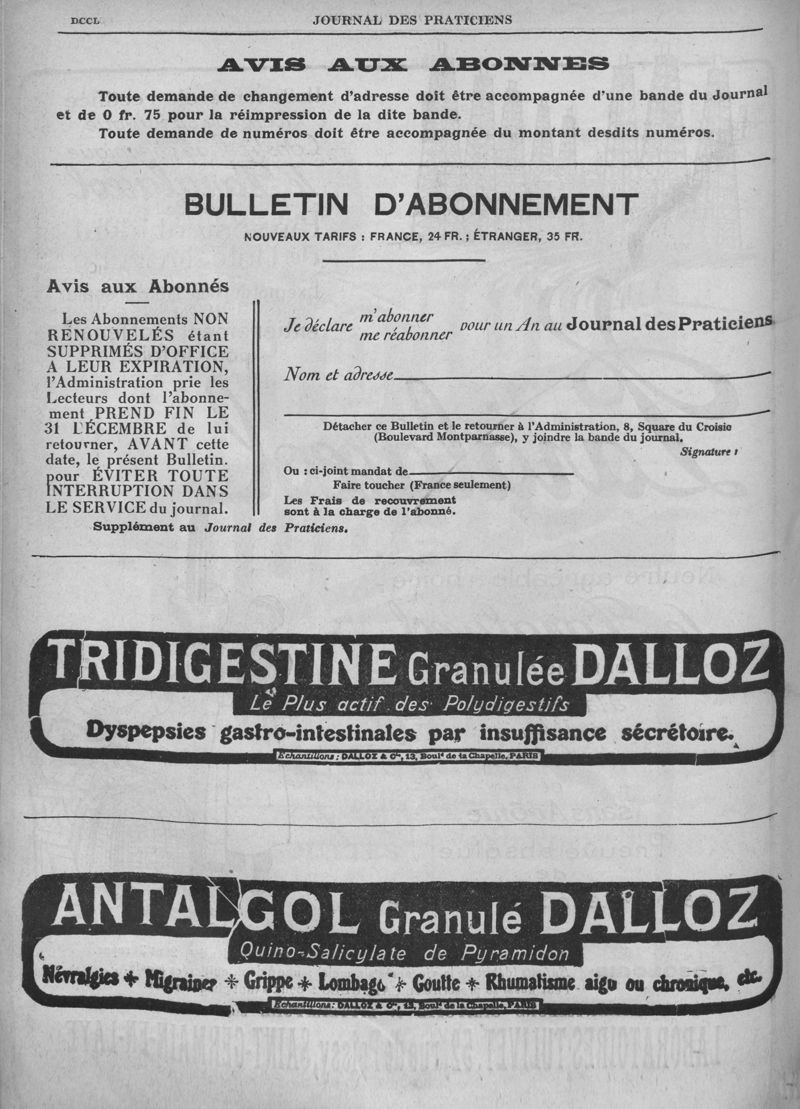 DCCL
JOURNAL DES PRATICIENS
AVIS AUX ABONNES
Toute demande de changement d'adresse doit être accompagnée d'une bande du Journal
et de 0 fr. 75 pour la réimpression de la dite bande.
Toute demande de numéros doit être accompagnée du montant desdits numéros.
BULLETIN D'ABONNEMENT
NOUVEAUX TARIFS : FRANCE, 24 FR. ; ÉTRANGER, 35 FR.
Avis aux Abonnés
Les Abonnements NON
RENOUVELÉS étant
SUPPRIMÉS D'OFFICE
A LEUR EXPIRATION,
l'Administration prie les
Lecteurs dont l'abonne-
ment PREND FIN LE
31 DÉCEMBRE de lui
retourner, AVANT cette
date, le présent Bulletin.
pour ÉVITER TOUTE
INTERRUPTION DANS
LE SERVICE du journal.
Supplément au Journal des Praticiens.
Je déclare m'abonner pour un An au Journal des Praticiens
me réabonner
Nom et adresse
Détacher ce Bulletin et le retourner à l'Administration, 8, Square du Croisic
(Boulevard Montparnasse), y joindre la bande du journal.
Signature :
Ou : ci-joint mandat de
Faire toucher (France seulement)
Les Frais de recouvrement
sont à la charge de l'abonné.
TRIDIGESTINE Granulée DALLOZ
Le Plus actif des Polydigestifs
Dyspepsies gastro-intestinales par insuffisance sécrétoire.
Echantillons : DALLOZ & Cie, 13, Bould de la Chapelle, PARIS
ANTALGOL Granulé DALLOZ
Quino-Salicylate de Pyramidon
Névralgies * Migraines * Grippe * Lombago * Goutte * Rhumatisme aigu ou chronique, etc.
Echantillons : DALLOZ & Cie, 13, Bould de la Chapelle, PARIS